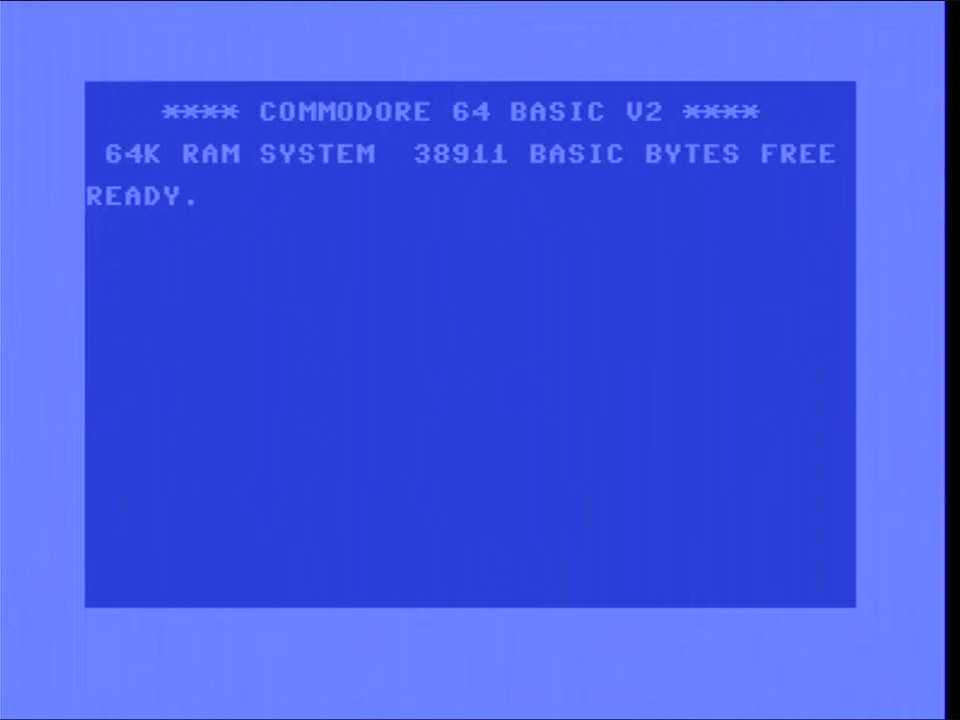 **** COMMODORE 64 BASIC V2 ****
64K RAM SYSTEM  38911 BASIC BYTES FREE
READY.